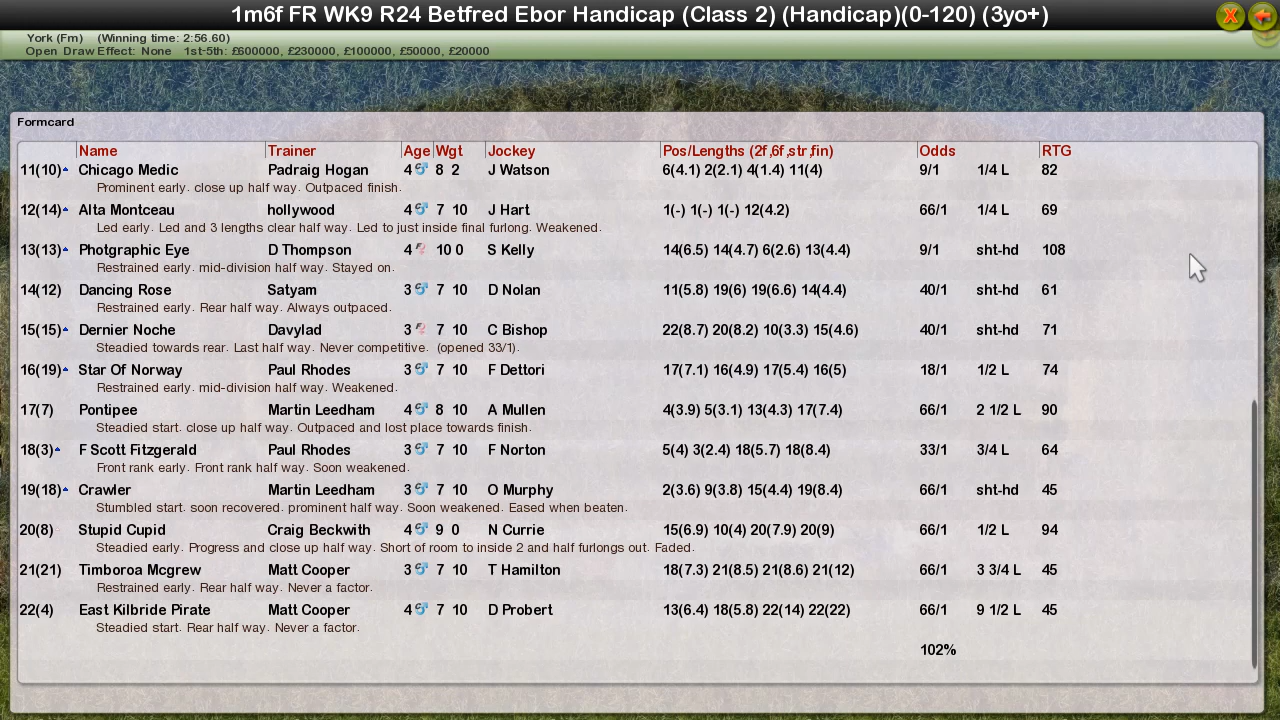 1m6f FR WK9 R24 Betfred Ebor Handicap (Class 2) (Handicap)(0-120) (3yo+)
York (Fm) (Winning time: 2:56.60)
Open Draw Effect: None 1st-5th: £600000, £230000, £100000, £50000, £20000
Formcard
Name Trainer Age Wgt Jockey Pos/Lengths (2f,6f,str,fin) Odds RTG
11(10) Chicago Medic Padraig Hogan 4 8 2 J Watson 6(4.1) 2(2.1) 4(1.4) 11(4) 9/1 1/4 L 82
Prominent early. close up half way. Outpaced finish.
12(14) Alta Montceau hollywood 4 7 10 J Hart 1(-) 1(-) 1(-) 12(4.2) 66/1 1/4 L 69
Led early. Led and 3 lengths clear half way. Led to just inside final furlong. Weakened.
13(13) Photgraphic Eye D Thompson 4 10 0 S Kelly 14(6.5) 14(4.7) 6(2.6) 13(4.4) 9/1 sht-hd 108
Restrained early. mid-division half way. Stayed on.
14(12) Dancing Rose Satyam 3 7 10 D Nolan 11(5.8) 19(6) 19(6.6) 14(4.4) 40/1 sht-hd 61
Restrained early. Rear half way. Always outpaced.
15(15) Dernier Noche Davylad 3 7 10 C Bishop 22(8.7) 20(8.2) 10(3.3) 15(4.6) 40/1 sht-hd 71
Steadied towards rear. Last half way. Never competitive. (opened 33/1).
16(19) Star Of Norway Paul Rhodes 3 7 10 F Dettori 17(7.1) 16(4.9) 17(5.4) 16(5) 18/1 1/2 L 74
Restrained early. mid-division half way. Weakened.
17(7) Pontipee Martin Leedham 4 8 10 A Mullen 4(3.9) 5(3.1) 13(4.3) 17(7.4) 66/1 2 1/2 L 90
Steadied start. close up half way. Outpaced and lost place towards finish.
18(3) F Scott Fitzgerald Paul Rhodes 3 7 10 F Norton 5(4) 3(2.4) 18(5.7) 18(8.4) 33/1 3/4 L 64
Front rank early. Front rank half way. Soon weakened.
19(18) Crawler Martin Leedham 3 7 10 O Murphy 2(3.6) 9(3.8) 15(4.4) 19(8.4) 66/1 sht-hd 45
Stumbled start. soon recovered. prominent half way. Soon weakened. Eased when beaten.
20(8) Stupid Cupid Craig Beckwith 4 9 0 N Currie 15(6.9) 10(4) 20(7.9) 20(9) 66/1 1/2 L 94
Steadied early. Progress and close up half way. Short of room to inside 2 and half furlongs out. Faded.
21(21) Timboroa Mcgrew Matt Cooper 3 7 10 T Hamilton 18(7.3) 21(8.5) 21(8.6) 21(12) 66/1 3 3/4 L 45
Restrained early. Rear half way. Never a factor.
22(4) East Kilbride Pirate Matt Cooper 4 7 10 D Probert 13(6.4) 18(5.8) 22(14) 22(22) 66/1 9 1/2 L 45
Steadied start. Rear half way. Never a factor.
102%